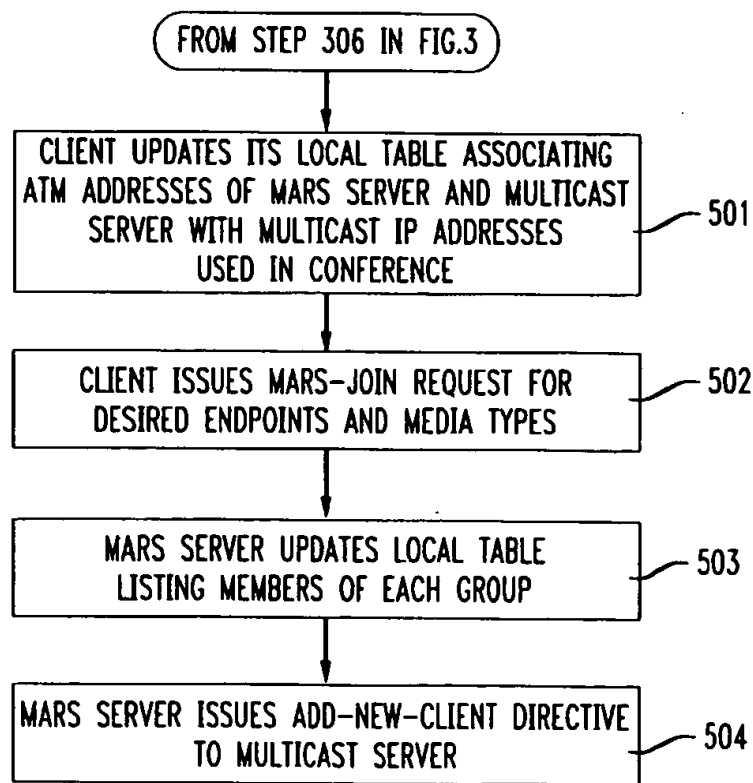 FROM STEP 306 IN FIG.3
CLIENT UPDATES ITS LOCAL TABLE ASSOCIATING
ATM ADDRESSES OF MARS SERVER AND MULTICAST
SERVER WITH MULTICAST IP ADDRESSES
USED IN CONFERENCE
501
CLIENT ISSUES MARS-JOIN REQUEST FOR
DESIRED ENDPOINTS AND MEDIA TYPES
502
MARS SERVER UPDATES LOCAL TABLE
LISTING MEMBERS OF EACH GROUP
503
MARS SERVER ISSUES ADD-NEW-CLIENT DIRECTIVE
TO MULTICAST SERVER
504